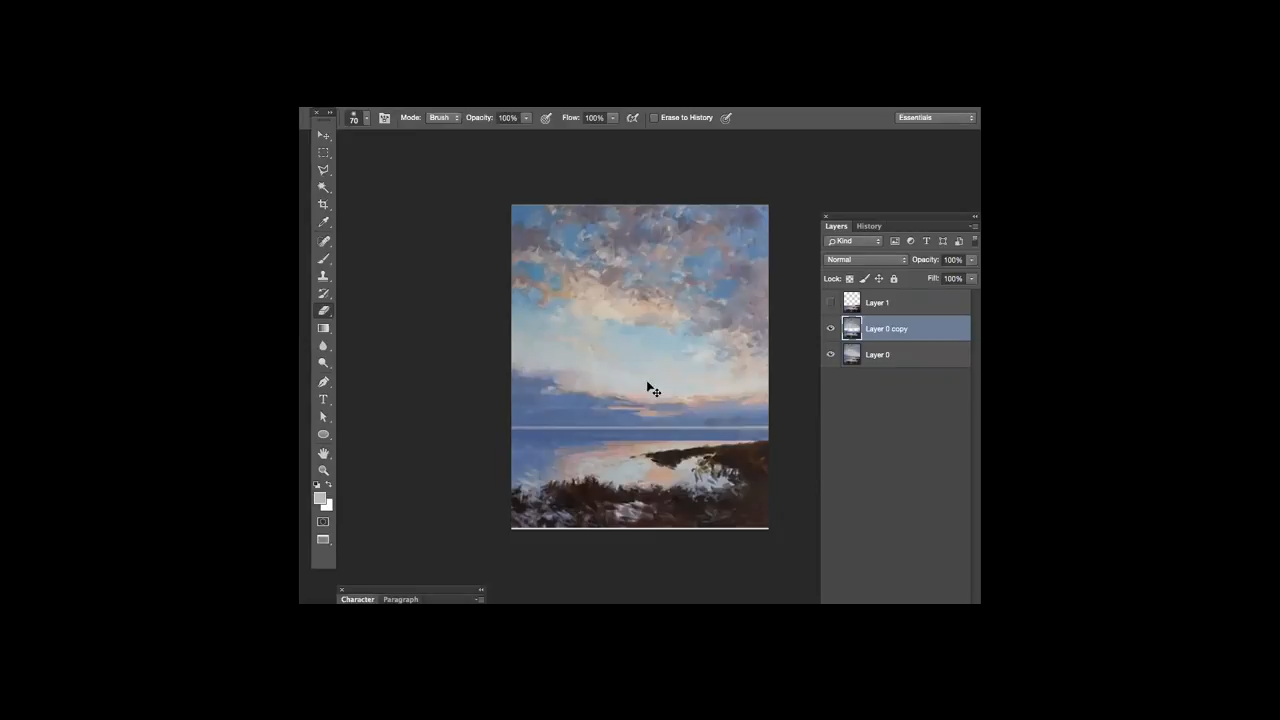 70 Mode: Brush Opacity: 100% Flow: 100% Erase to History Essentials
Layers History
Kind T
Normal Opacity: 100%
Lock: Fill: 100%
Layer 1
Layer 0 copy
Layer 0
T
Character Paragraph